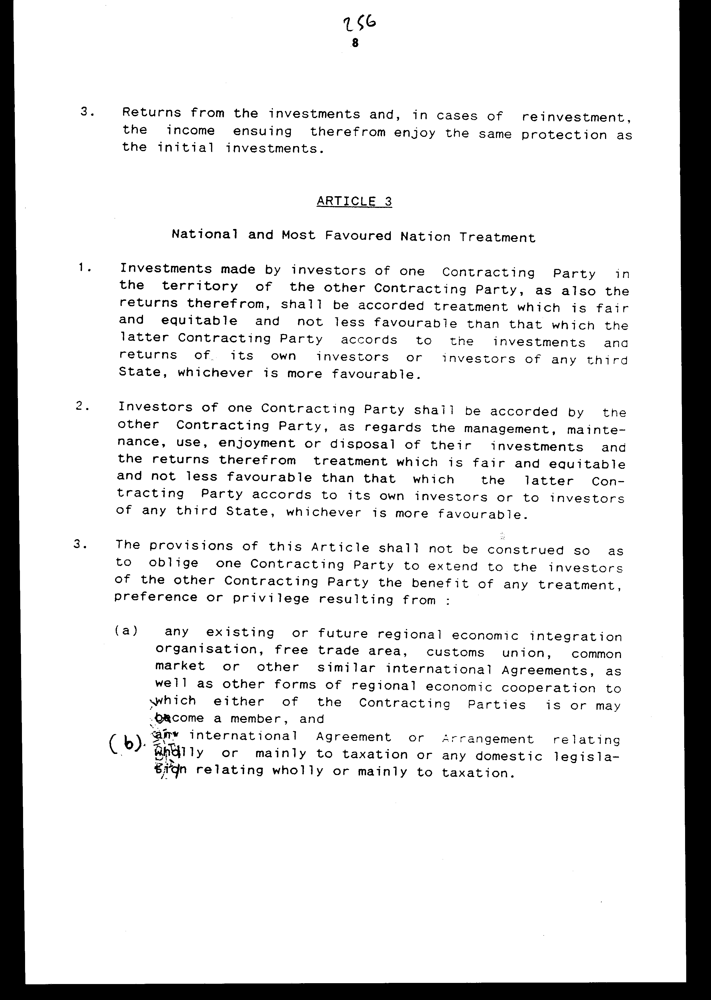 256
8
3. Returns from the investments and, in cases of reinvestment,
the income ensuing therefrom enjoy the same protection as
the initial investments.
ARTICLE 3
National and Most Favoured Nation Treatment
1. Investments made by investors of one Contracting Party in
the territory of the other Contracting Party, as also the
returns therefrom, shall be accorded treatment which is fair
and equitable and not less favourable than that which the
latter Contracting Party accords to the investments and
returns of its own investors or investors of any third
State, whichever is more favourable.
2. Investors of one Contracting Party shall be accorded by the
other Contracting Party, as regards the management, mainte-
nance, use, enjoyment or disposal of their investments and
the returns therefrom treatment which is fair and equitable
and not less favourable than that which the latter Con-
tracting Party accords to its own investors or to investors
of any third State, whichever is more favourable.
3. The provisions of this Article shall not be construed so as
to oblige one Contracting Party to extend to the investors
of the other Contracting Party the benefit of any treatment,
preference or privilege resulting from :
(a) any existing or future regional economic integration
organisation, free trade area, customs union, common
market or other similar international Agreements, as
well as other forms of regional economic cooperation to
which either of the Contracting Parties is or may
become a member, and
(b) any international Agreement or Arrangement relating
wholly or mainly to taxation or any domestic legisla-
tion relating wholly or mainly to taxation.